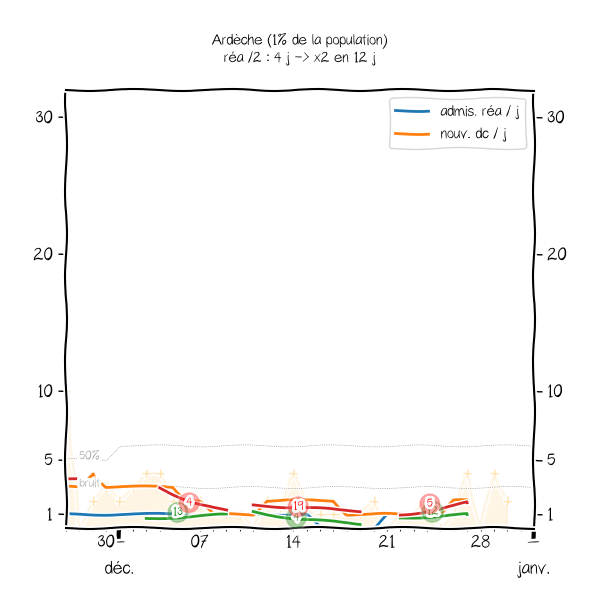 Ardèche (1% de la population)
réa /2 : 4 j -> x2 en 12 j
admis. réa / j
nouv. dc / j
30 30
20 20
10 10
5 50% 5
bruit
4 19 5
13 4 12
1 1
30 07 14 21 28
déc. janv.